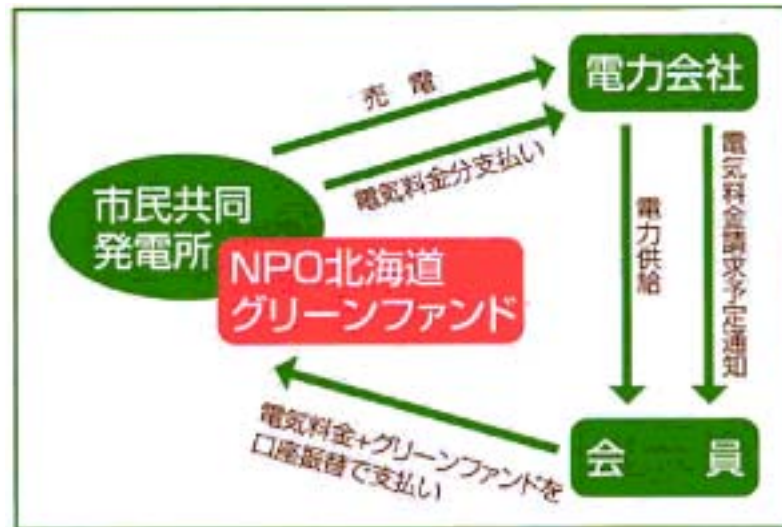 電力会社
売電
電気料金分支払い
市民共同
発電所
NPO北海道
グリーンファンド
電力供給
電気料金請求予定通知
電気料金+グリーンファンドを
口座振替で支払い
会員